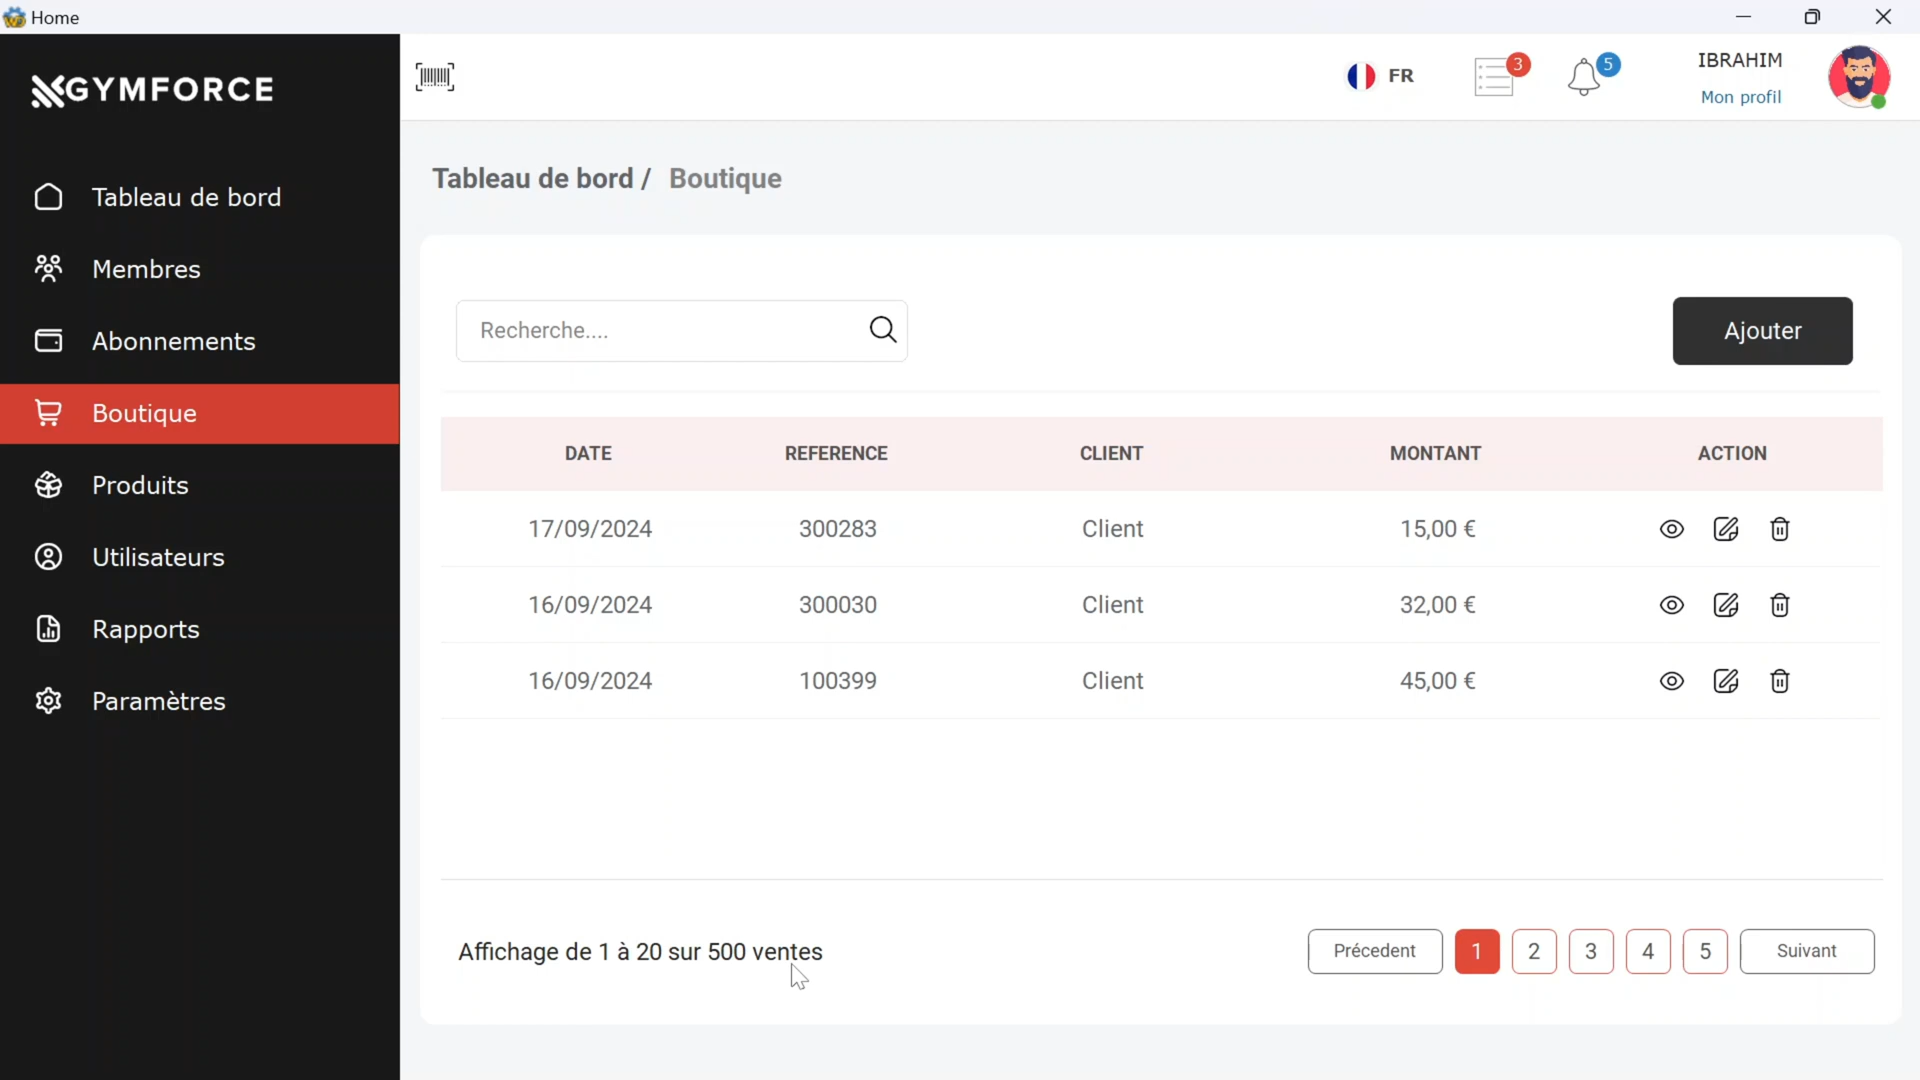 Home
GYMFORCE
Tableau de bord
Membres
Abonnements
Boutique
Produits
Utilisateurs
Rapports
Paramètres
FR
3
5
IBRAHIM
Mon profil
Tableau de bord / Boutique
Recherche....
Ajouter
DATE REFERENCE CLIENT MONTANT ACTION
17/09/2024 300283 Client 15,00 €
16/09/2024 300030 Client 32,00 €
16/09/2024 100399 Client 45,00 €
Affichage de 1 à 20 sur 500 ventes
Précedent 1 2 3 4 5 Suivant